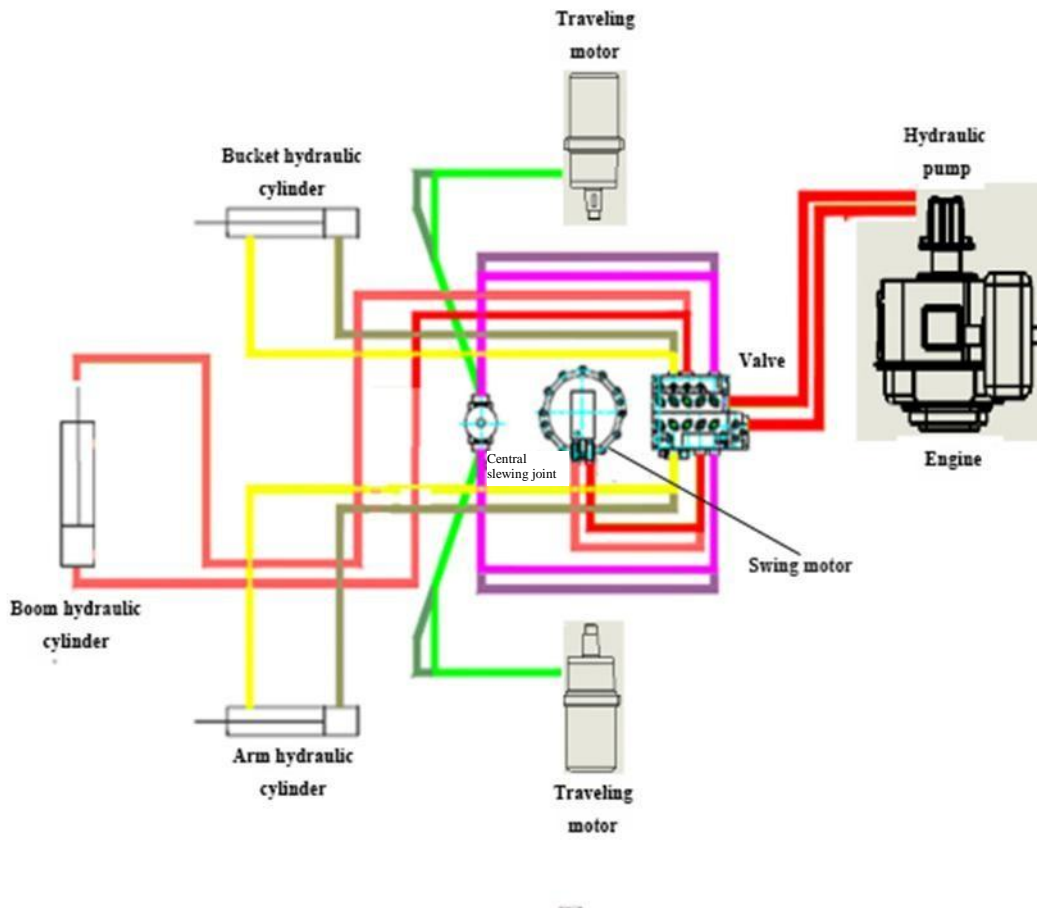 Traveling
motor
Hydraulic
pump
Bucket hydraulic
cylinder
Valve
Central
slewing joint
Engine
Swing motor
Boom hydraulic
cylinder
Arm hydraulic
cylinder
Traveling
motor